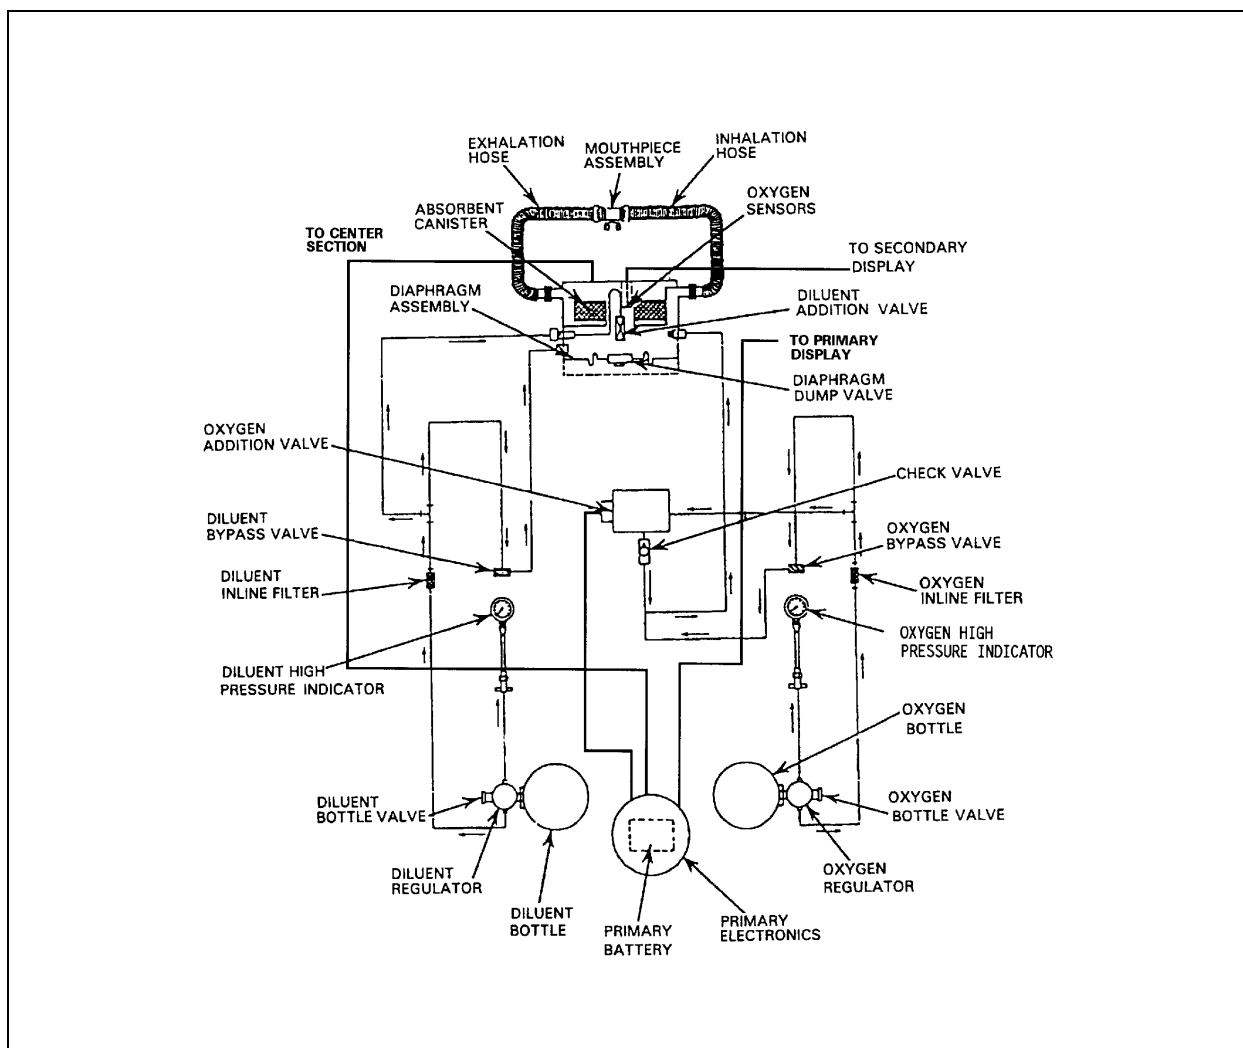 EXHALATION
HOSE
MOUTHPIECE
ASSEMBLY
INHALATION
HOSE
ABSORBENT
CANISTER
OXYGEN
SENSORS
TO CENTER
SECTION
TO SECONDARY
DISPLAY
DIAPHRAGM
ASSEMBLY
DILUENT
ADDITION VALVE
TO PRIMARY
DISPLAY
DIAPHRAGM
DUMP VALVE
OXYGEN
ADDITION VALVE
CHECK VALVE
DILUENT
BYPASS VALVE
OXYGEN
BYPASS VALVE
DILUENT
INLINE FILTER
OXYGEN
INLINE FILTER
OXYGEN HIGH
PRESSURE INDICATOR
DILUENT HIGH
PRESSURE INDICATOR
OXYGEN
BOTTLE
DILUENT
BOTTLE VALVE
OXYGEN
BOTTLE VALVE
DILUENT
REGULATOR
OXYGEN
REGULATOR
DILUENT
BOTTLE
PRIMARY
BATTERY
PRIMARY
ELECTRONICS